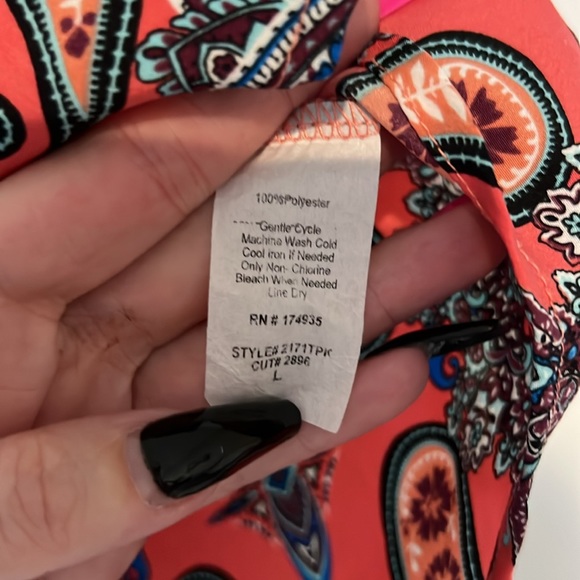 100%Polyester
Gentle Cycle
Machine Wash Cold
Cool iron if Needed
Only Non- Chlorine
Bleach When Needed
Line Dry
RN # 174935
STYLE# 2171TPK
CUT# 2896
L